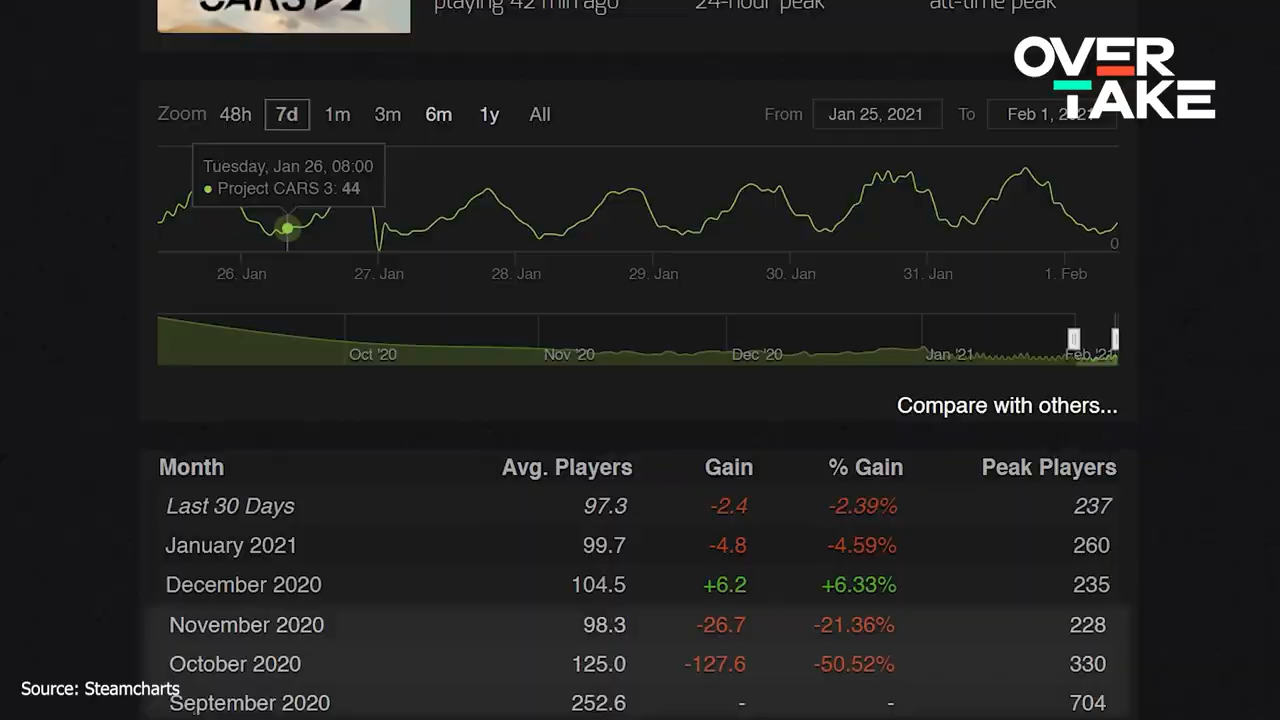 CARS
playing 42 min ago 24-hour peak all-time peak
OVER
TAKE
Zoom 48h 7d 1m 3m 6m 1y All From Jan 25, 2021 To Feb 1, 2021
Tuesday, Jan 26, 08:00
Project CARS 3: 44
0
26. Jan 27. Jan 28. Jan 29. Jan 30. Jan 31. Jan 1. Feb
Oct '20 Nov '20 Dec '20 Jan '21 Feb '21
Compare with others...
Month Avg. Players Gain % Gain Peak Players
Last 30 Days 97.3 -2.4 -2.39% 237
January 2021 99.7 -4.8 -4.59% 260
December 2020 104.5 +6.2 +6.33% 235
November 2020 98.3 -26.7 -21.36% 228
October 2020 125.0 -127.6 -50.52% 330
September 2020 252.6 - - 704
Source: Steamcharts